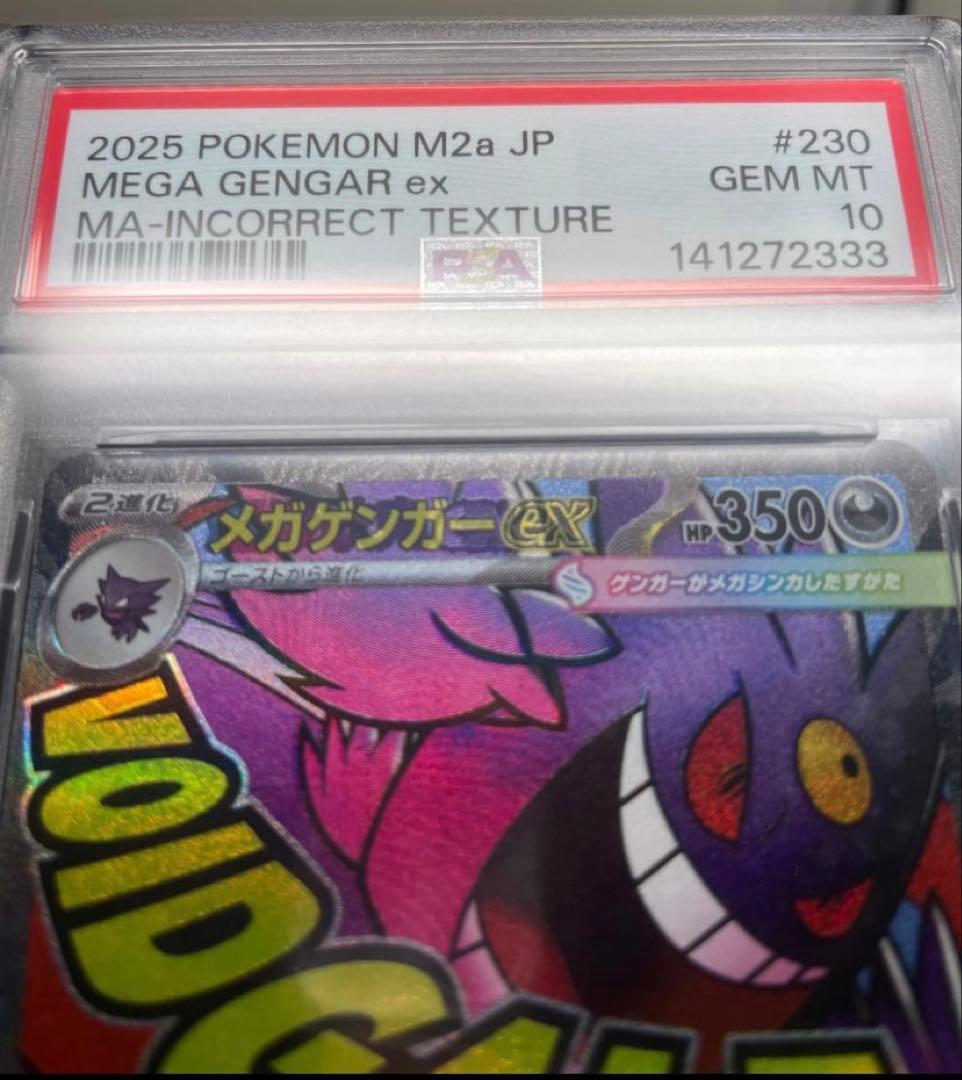 2025 POKEMON M2a JP #230
MEGA GENGAR ex GEM MT
MA-INCORRECT TEXTURE 10
141272333
PSA
2進化
メガゲンガーex HP350
ゴーストから進化
ゲンガーがメガシンカしたすがた
VOID